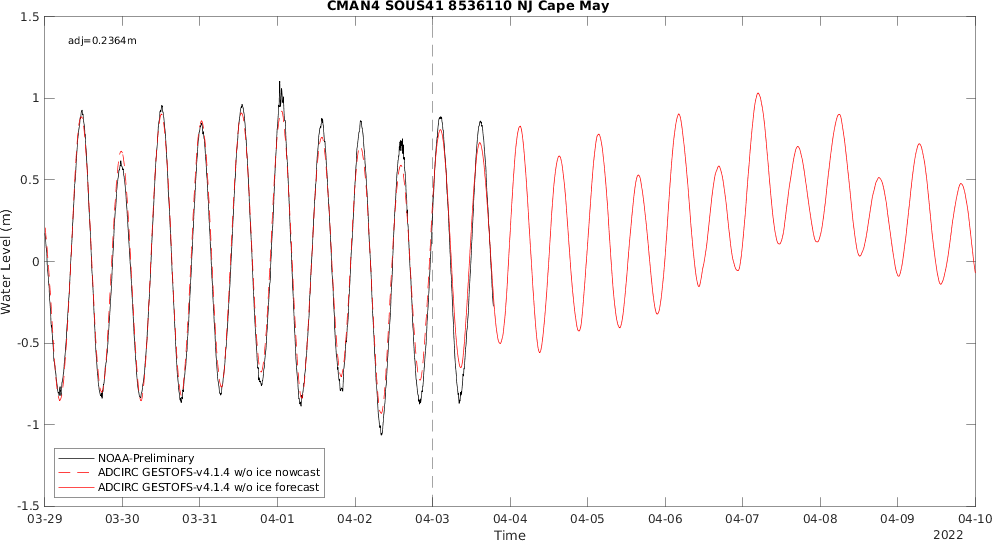 CMAN4 SOUS41 8536110 NJ Cape May
adj=0.2364m
1.5
1
0.5
0
-0.5
-1
-1.5
Water Level (m)
NOAA-Preliminary
ADCIRC GESTOFS-v4.1.4 w/o ice nowcast
ADCIRC GESTOFS-v4.1.4 w/o ice forecast
03-29 03-30 03-31 04-01 04-02 04-03 04-04 04-05 04-06 04-07 04-08 04-09 04-10
Time
2022